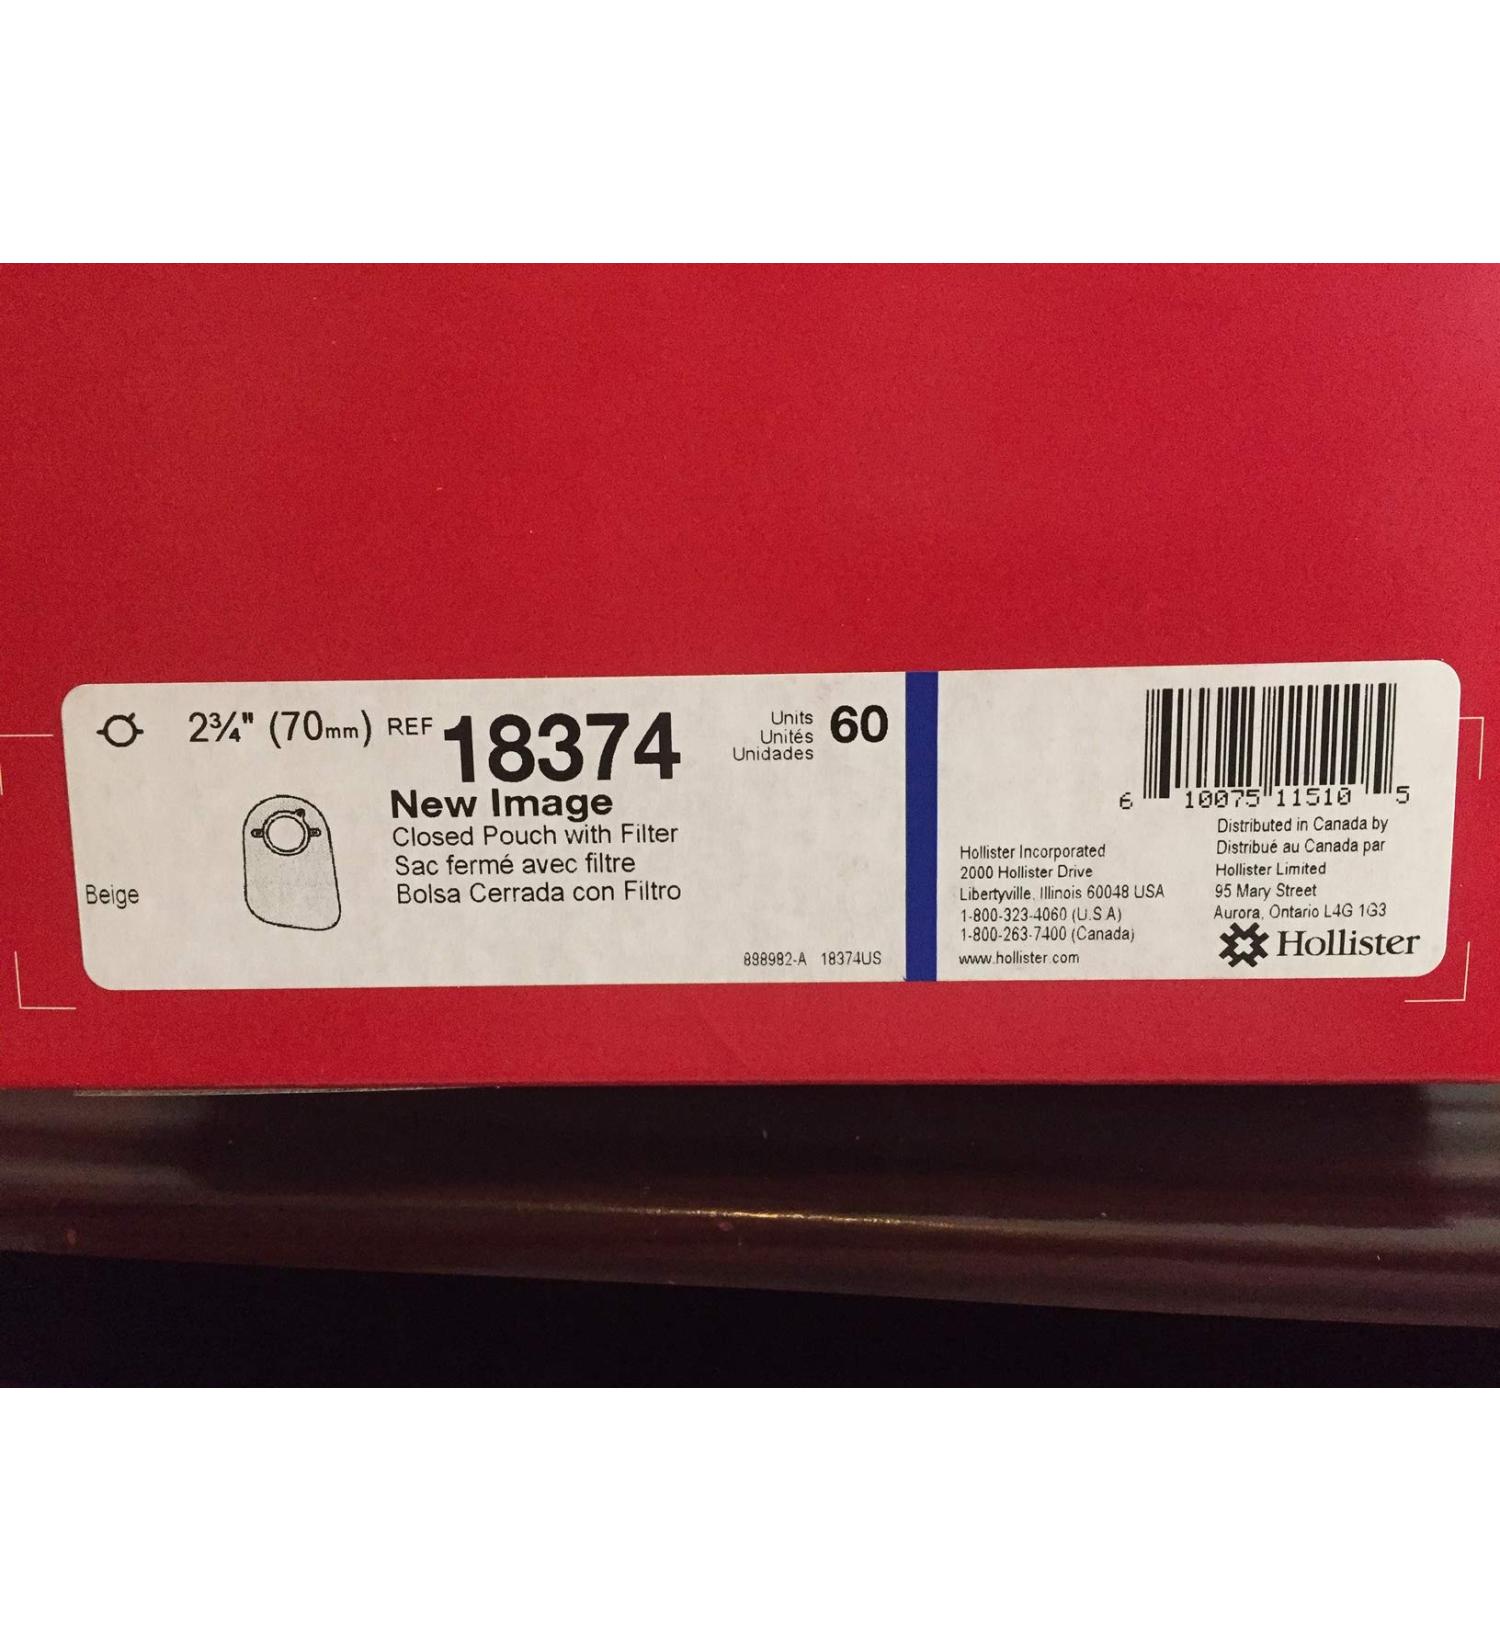 2¾" (70mm) REF 18374
Units
Unités
Unidades
60
New Image
Closed Pouch with Filter
Sac fermé avec filtre
Bolsa Cerrada con Filtro
Beige
898982-A 18374US
6 10075 11510 5
Hollister Incorporated
2000 Hollister Drive
Libertyville, Illinois 60048 USA
1-800-323-4060 (U.S.A)
1-800-263-7400 (Canada)
www.hollister.com
Distributed in Canada by
Distribué au Canada par
Hollister Limited
95 Mary Street
Aurora, Ontario L4G 1G3
Hollister